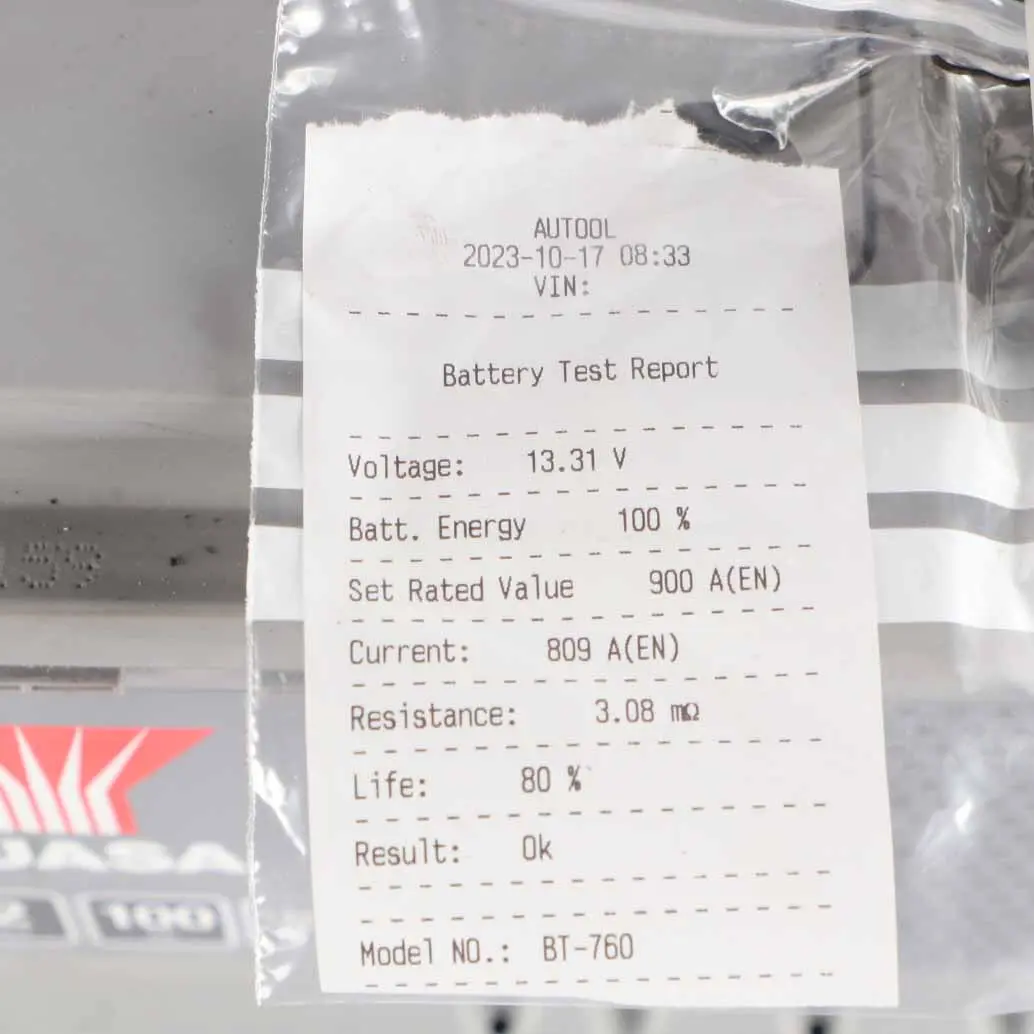 AUTOOL
2023-10-17 08:33
VIN:
Battery Test Report
Voltage: 13.31 V
Batt. Energy 100 %
Set Rated Value 900 A(EN)
Current: 809 A(EN)
Resistance: 3.08 mΩ
Life: 80 %
Result: Ok
Model NO.: BT-760
UASA
100